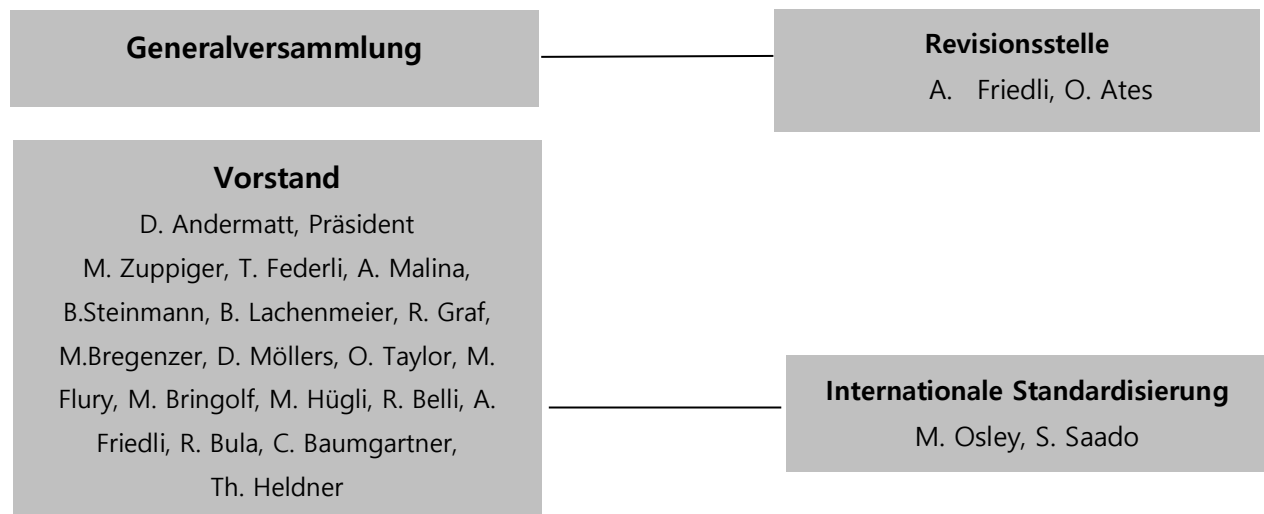 Generalversammlung
Revisionsstelle
A. Friedli, O. Ates
Vorstand
D. Andermatt, Präsident
M. Zuppiger, T. Federli, A. Malina,
B.Steinmann, B. Lachenmeier, R. Graf,
M.Bregenzer, D. Möllers, O. Taylor, M.
Flury, M. Bringolf, M. Hügli, R. Belli, A.
Friedli, R. Bula, C. Baumgartner,
Th. Heldner
Internationale Standardisierung
M. Osley, S. Saado